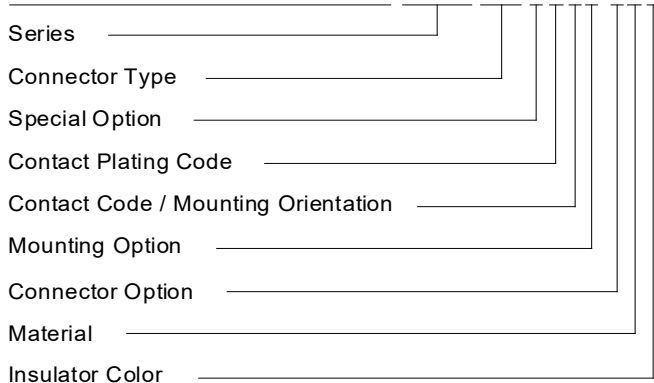 Series
Connector Type
Special Option
Contact Plating Code
Contact Code / Mounting Orientation
Mounting Option
Connector Option
Material
Insulator Color